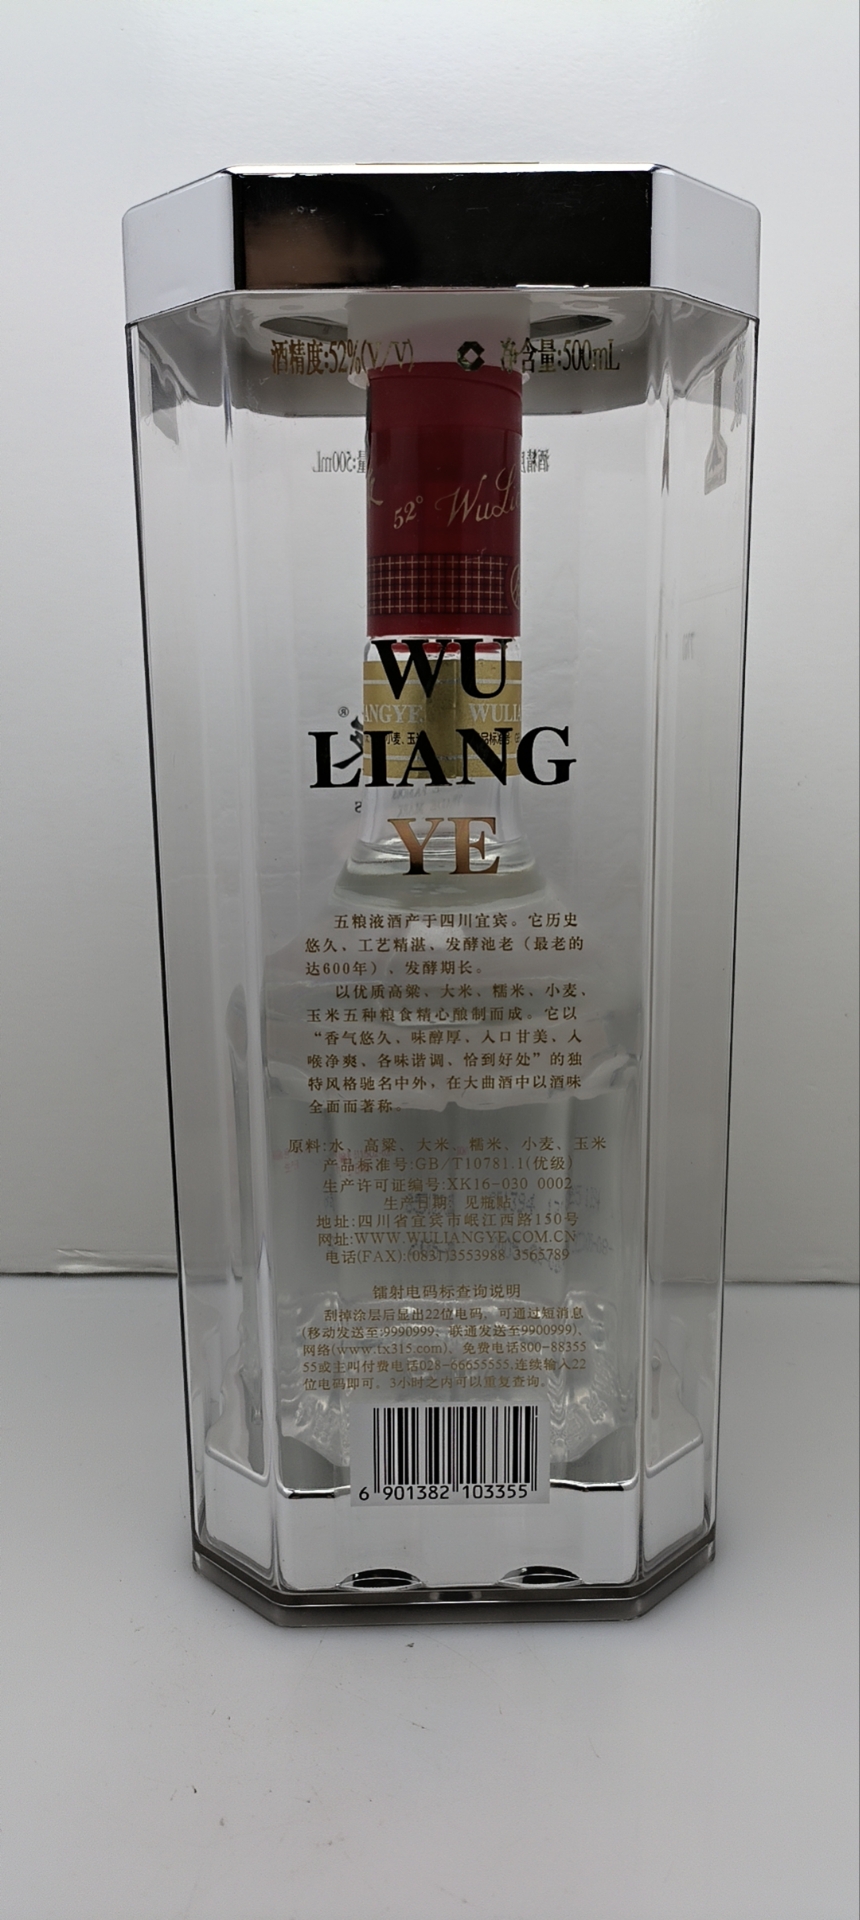 酒精度:52%(V/V) 净含量:500mL
52° WuLi
WU
ANGYE WULI
LIANG
YE
五粮液酒产于四川宜宾。它历史
悠久、工艺精湛、发酵池老（最老的
达600年）、发酵期长。
以优质高粱、大米、糯米、小麦、
玉米五种粮食精心酿制而成。它以
“香气悠久、味醇厚、入口甘美、入
喉净爽、各味谐调、恰到好处”的独
特风格驰名中外，在大曲酒中以酒味
全面而著称。
原料:水、高粱、大米、糯米、小麦、玉米
产品标准号:GB/T10781.1(优级)
生产许可证编号:XK16-030 0002
生产日期：见瓶贴
地址:四川省宜宾市岷江西路150号
网址:WWW.WULIANGYE.COM.CN
电话(FAX):(0831)3553988 3565789
镭射电码标查询说明
刮掉涂层后显出22位电码，可通过短消息
(移动发送至:9990999；联通发送至9900999)、
网络(www.tx315.com)、免费电话800-88355
55或主叫付费电话028-66655555.连续输入22
位电码即可。3小时之内可以重复查询。
6 901382 103355